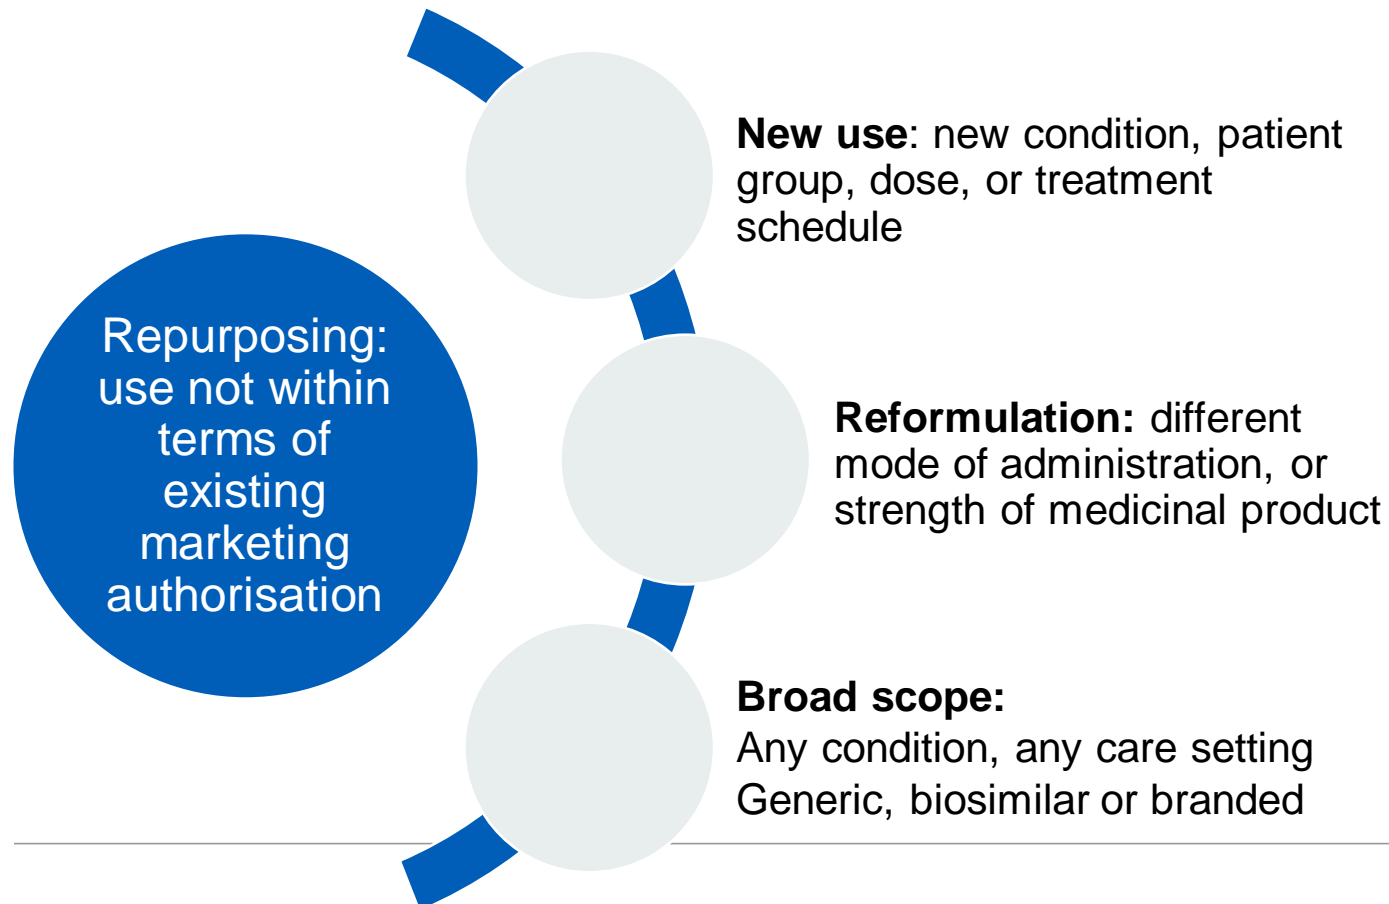 Repurposing:
use not within
terms of
existing
marketing
authorisation
New use: new condition, patient
group, dose, or treatment
schedule
Reformulation: different
mode of administration, or
strength of medicinal product
Broad scope:
Any condition, any care setting
Generic, biosimilar or branded